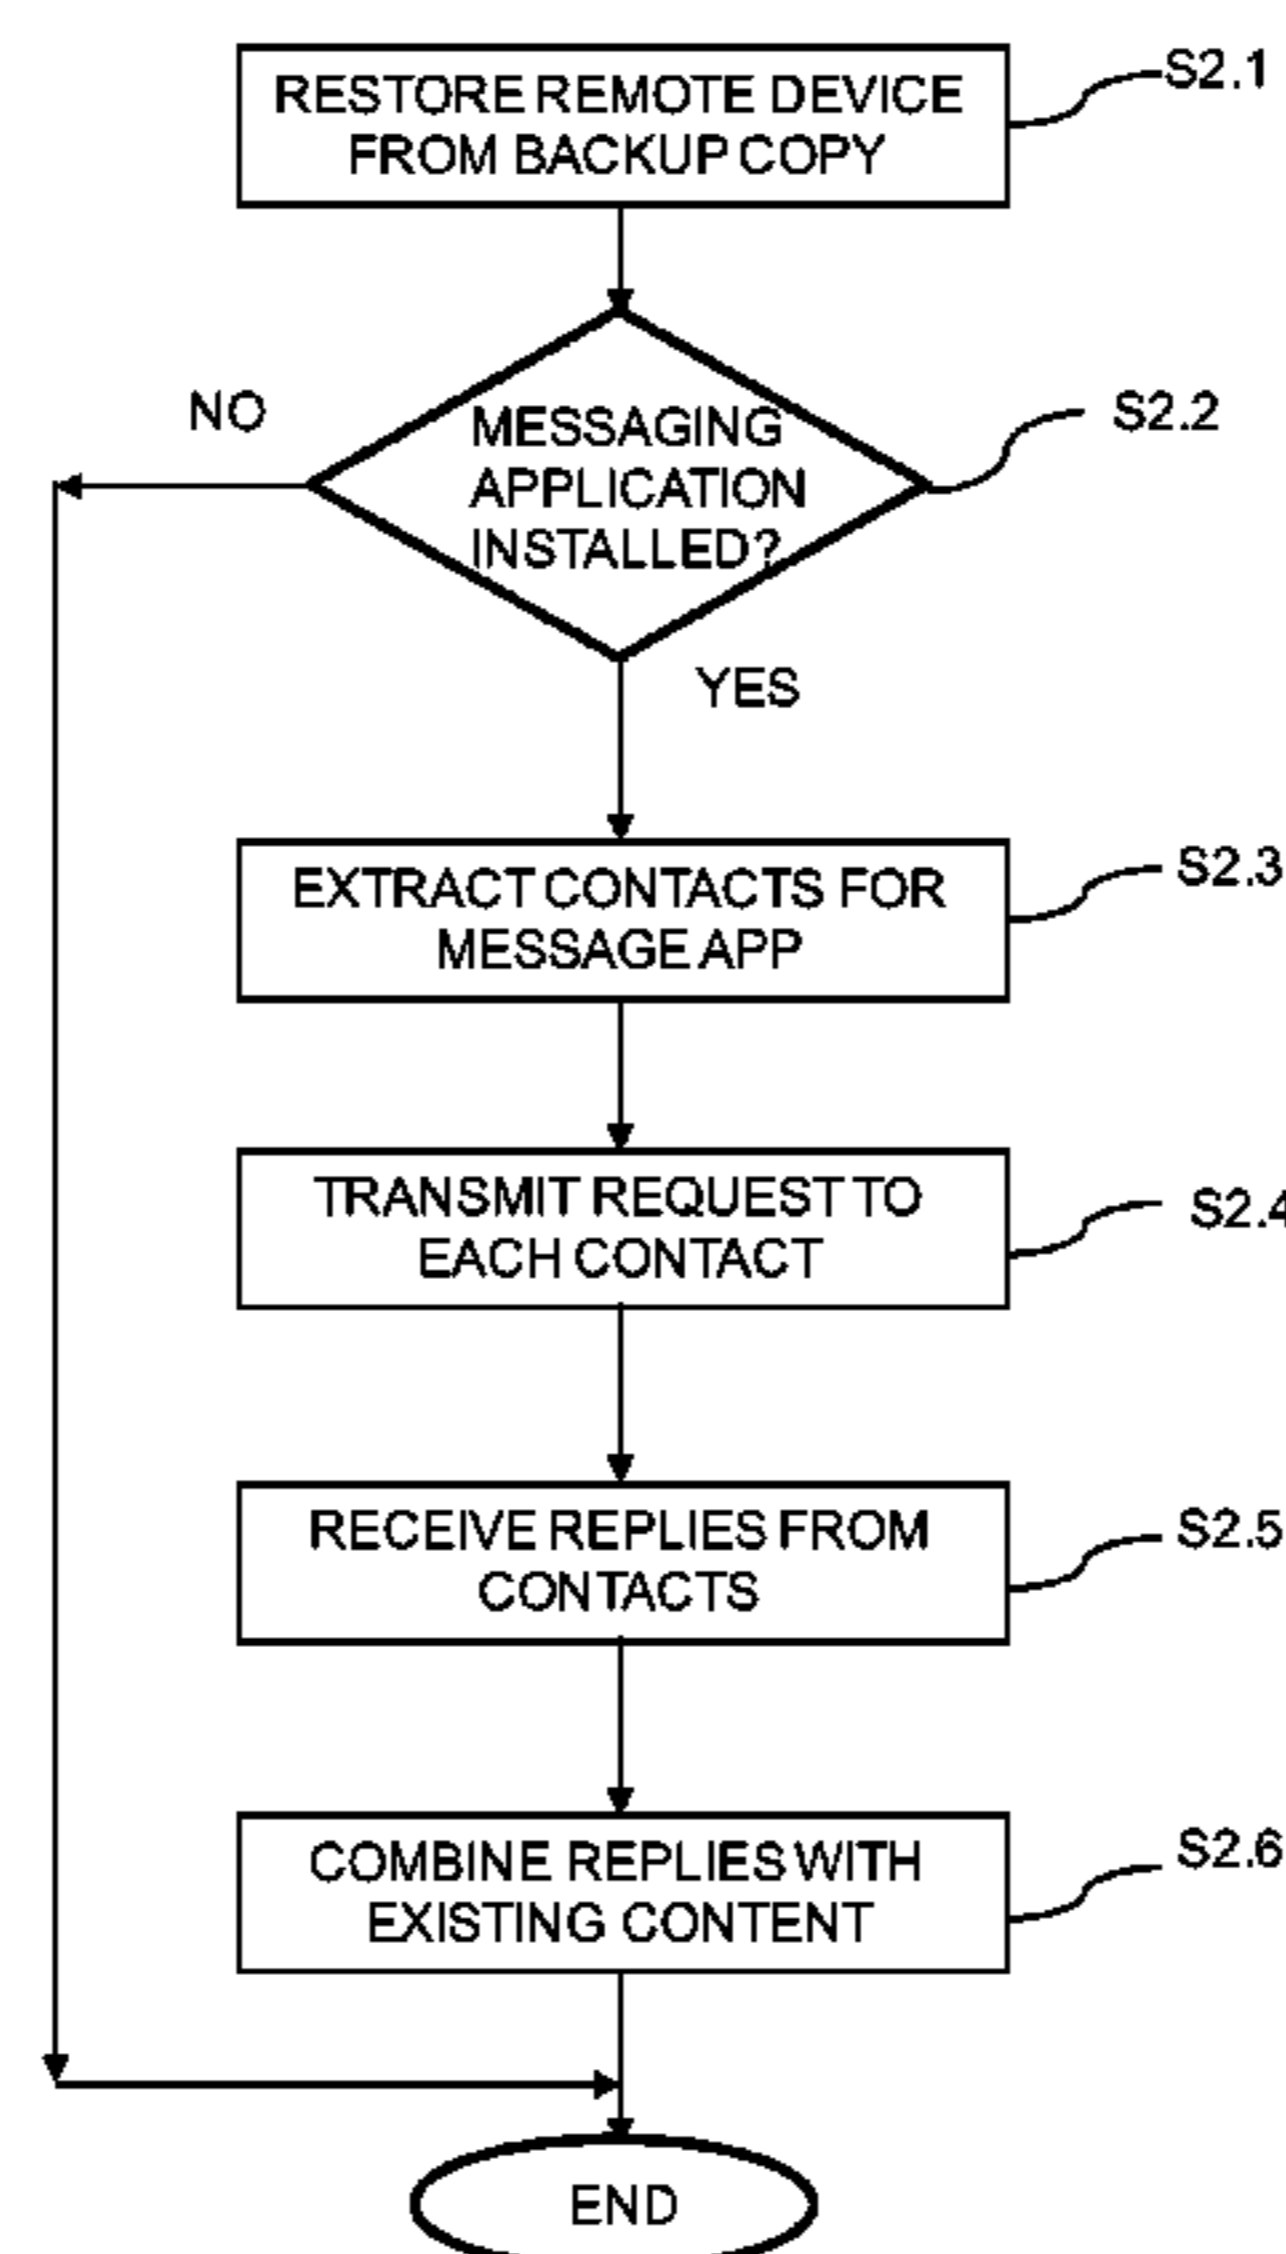 RESTORE REMOTE DEVICE
FROM BACKUP COPY
S2.1
NO
MESSAGING
APPLICATION
INSTALLED?
S2.2
YES
EXTRACT CONTACTS FOR
MESSAGE APP
S2.3
TRANSMIT REQUEST TO
EACH CONTACT
S2.4
RECEIVE REPLIES FROM
CONTACTS
S2.5
COMBINE REPLIES WITH
EXISTING CONTENT
S2.6
END